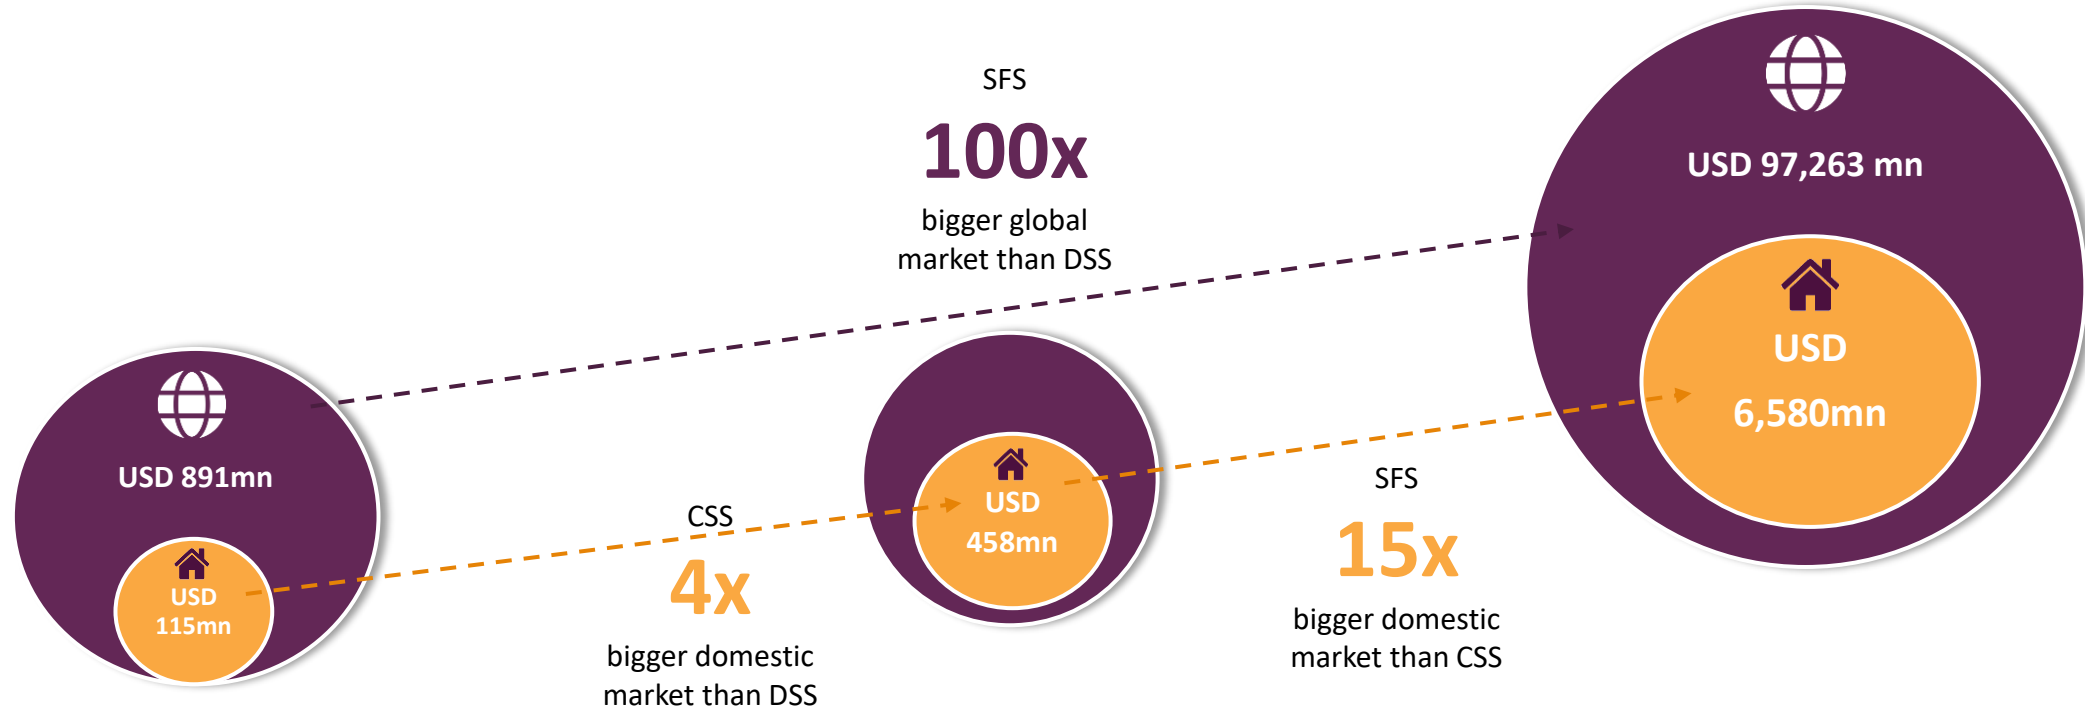 SFS
100x
bigger global
market than DSS
USD 97,263 mn
USD
6,580mn
USD 891mn
USD
115mn
CSS
4x
bigger domestic
market than DSS
USD
458mn
SFS
15x
bigger domestic
market than CSS